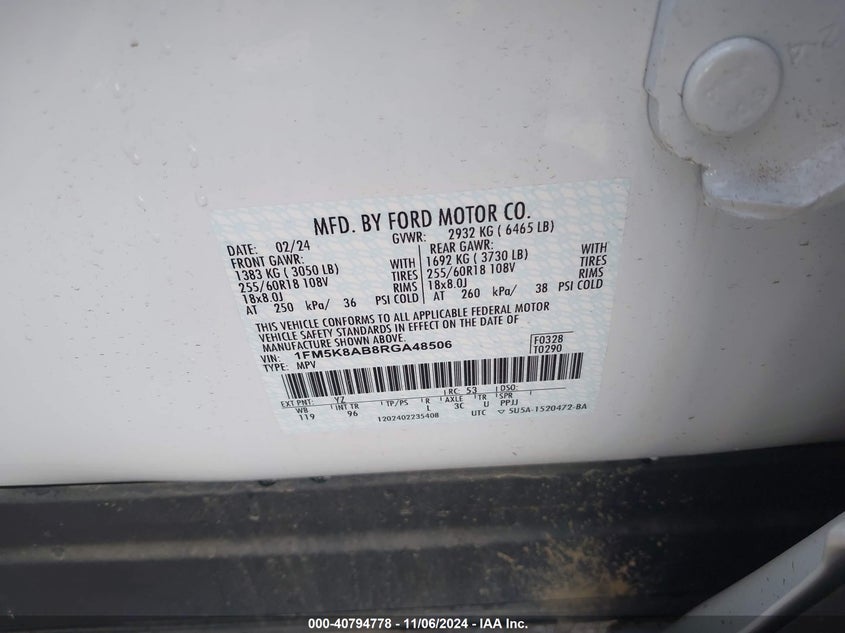 MFD. BY FORD MOTOR CO.
DATE: 02/24 GVWR: 2932 KG ( 6465 LB)
FRONT GAWR: REAR GAWR:
1383 KG ( 3050 LB) WITH 1692 KG ( 3730 LB) WITH
255/60R18 108V TIRES 255/60R18 108V TIRES
18x8.0J RIMS 18x8.0J RIMS
AT 250 kPa/ 36 PSI COLD AT 260 kPa/ 38 PSI COLD
THIS VEHICLE CONFORMS TO ALL APPLICABLE FEDERAL MOTOR
VEHICLE SAFETY STANDARDS IN EFFECT ON THE DATE OF
MANUFACTURE SHOWN ABOVE.
VIN: 1FM5K8AB8RGA48506 F0328
TYPE: MPV T0290
EXT PNT: YZ RC: 53 DSO:
WB INT TR TP/PS R AXLE TR SPR
119 96 L 3C U PPJJ
1202402235408 UTC 5U5A-1520472-BA
000-40794778 - 11/06/2024 - IAA Inc.